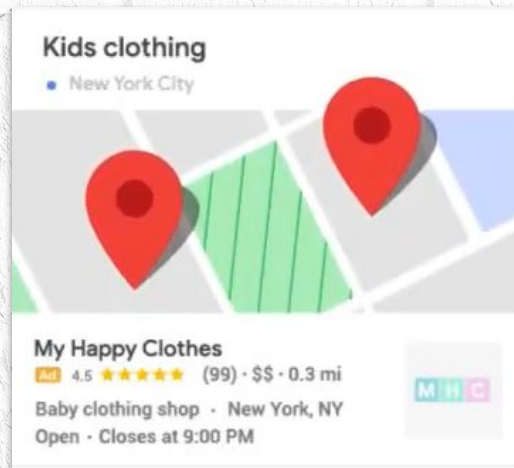 Kids clothing
New York City
My Happy Clothes
Ad 4.5 ★★★★★ (99) · $$ · 0.3 mi
Baby clothing shop · New York, NY
Open · Closes at 9:00 PM
MHC